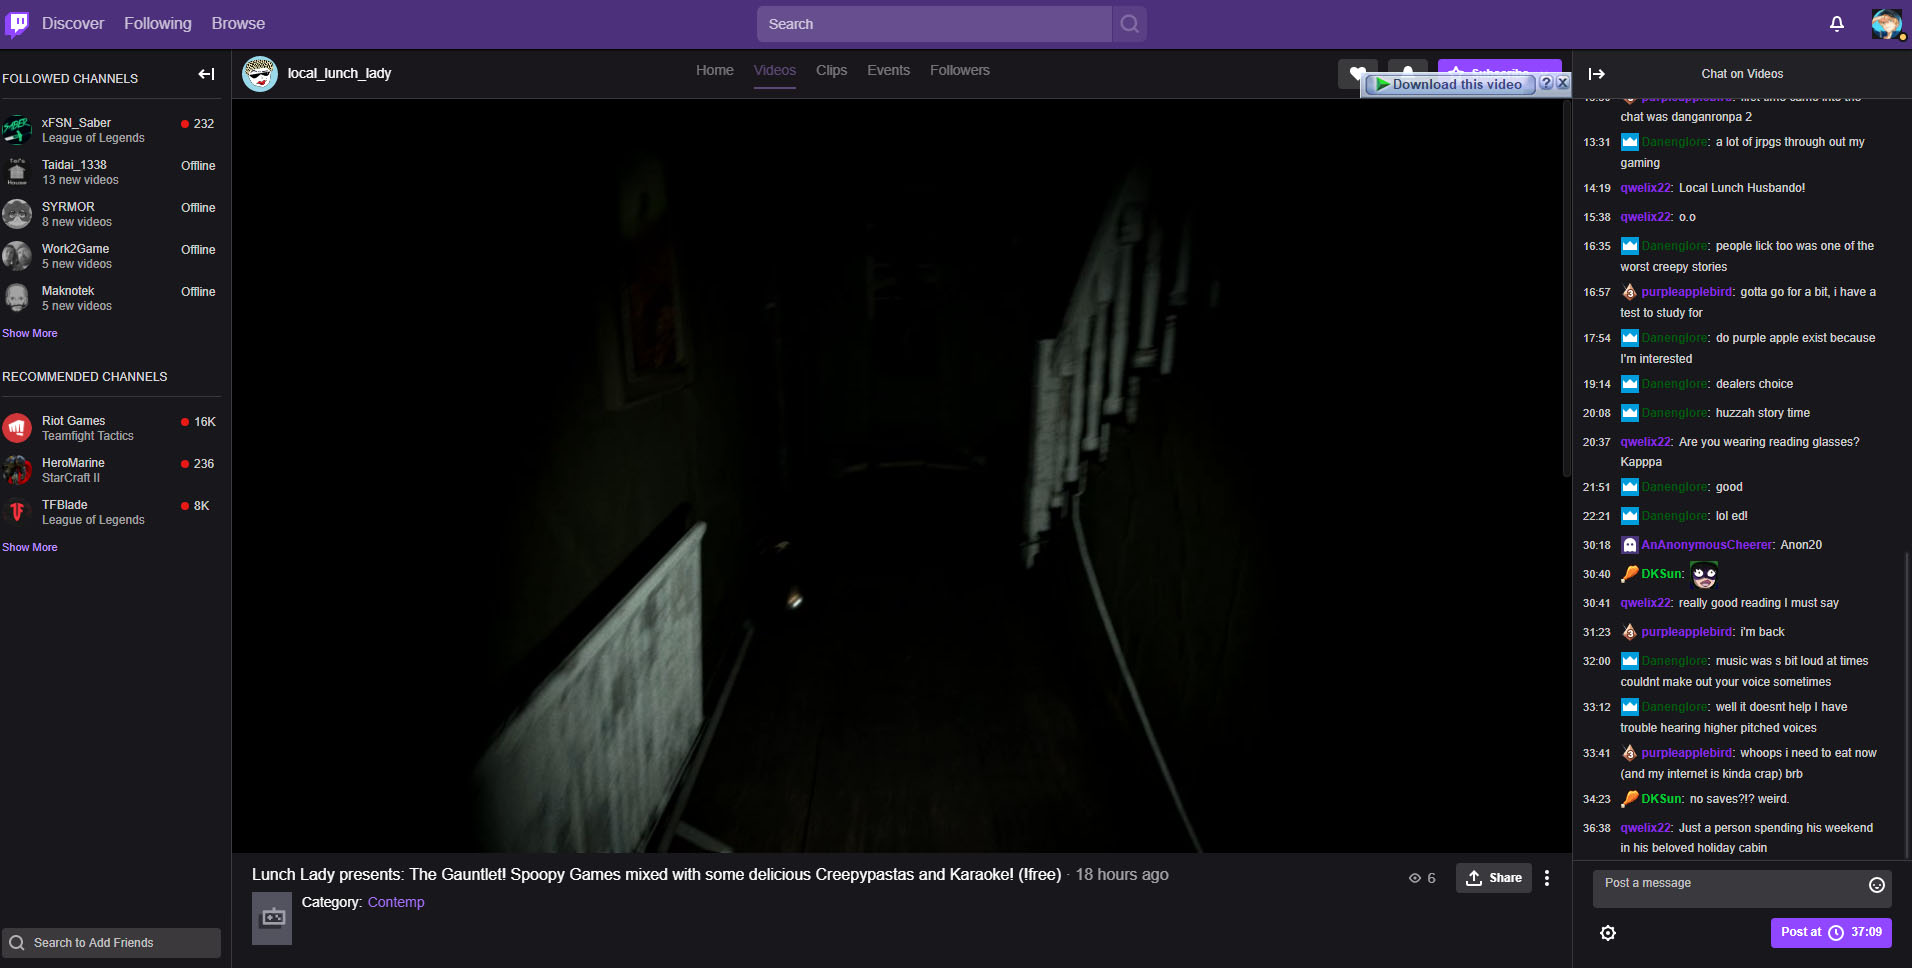 Discover Following Browse
Search
FOLLOWED CHANNELS
xFSN_Saber 232
League of Legends
Taidai_1338 Offline
13 new videos
SYRMOR Offline
8 new videos
Work2Game Offline
5 new videos
Maknotek Offline
5 new videos
Show More
RECOMMENDED CHANNELS
Riot Games 16K
Teamfight Tactics
HeroMarine 236
StarCraft II
TFBlade 8K
League of Legends
Show More
Search to Add Friends
local_lunch_lady
Home Videos Clips Events Followers
Subscribe
Download this video ? X
Lunch Lady presents: The Gauntlet! Spoopy Games mixed with some delicious Creepypastas and Karaoke! (!free) · 18 hours ago
6 Share
Category: Contemp
Chat on Videos
purpleapplebird: first time came into the
chat was danganronpa 2
13:31 Danenglore: a lot of jrpgs through out my
gaming
14:19 qwelix22: Local Lunch Husbando!
15:38 qwelix22: o.o
16:35 Danenglore: people lick too was one of the
worst creepy stories
16:57 purpleapplebird: gotta go for a bit, i have a
test to study for
17:54 Danenglore: do purple apple exist because
I'm interested
19:14 Danenglore: dealers choice
20:08 Danenglore: huzzah story time
20:37 qwelix22: Are you wearing reading glasses?
Kapppa
21:51 Danenglore: good
22:21 Danenglore: lol ed!
30:18 AnAnonymousCheerer: Anon20
30:40 DKSun:
30:41 qwelix22: really good reading I must say
31:23 purpleapplebird: i'm back
32:00 Danenglore: music was s bit loud at times
couldnt make out your voice sometimes
33:12 Danenglore: well it doesnt help I have
trouble hearing higher pitched voices
33:41 purpleapplebird: whoops i need to eat now
(and my internet is kinda crap) brb
34:23 DKSun: no saves?!? weird.
36:38 qwelix22: Just a person spending his weekend
in his beloved holiday cabin
Post a message
Post at 37:09